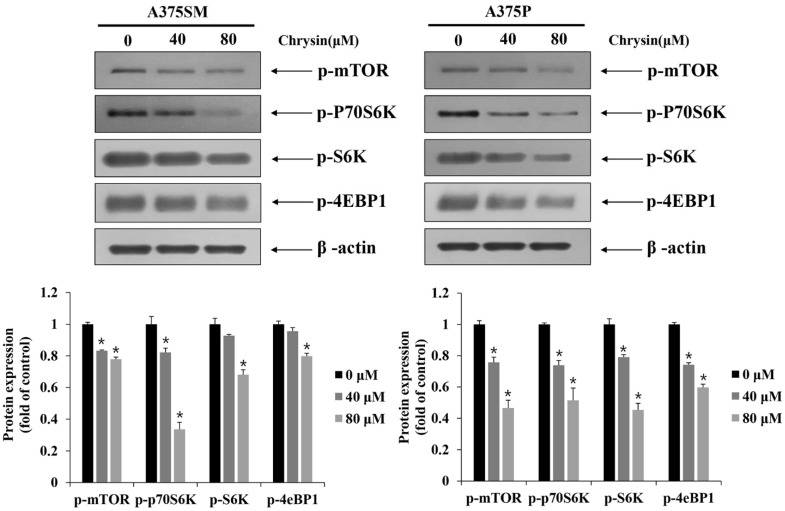 A375SM
0 40 80 Chrysin(μM)
p-mTOR
p-P70S6K
p-S6K
p-4EBP1
β -actin
A375P
0 40 80 Chrysin(μM)
p-mTOR
p-P70S6K
p-S6K
p-4EBP1
β -actin
Protein expression
(fold of control)
1.2
1
0.8
0.6
0.4
0.2
0
* *
*
*
*
*
p-mTOR p-p70S6K p-S6K p-4eBP1
0 μM
40 μM
80 μM
Protein expression
(fold of control)
1.2
1
0.8
0.6
0.4
0.2
0
*
*
*
*
*
*
*
*
p-mTOR p-p70S6K p-S6K p-4eBP1
0 μM
40 μM
80 μM